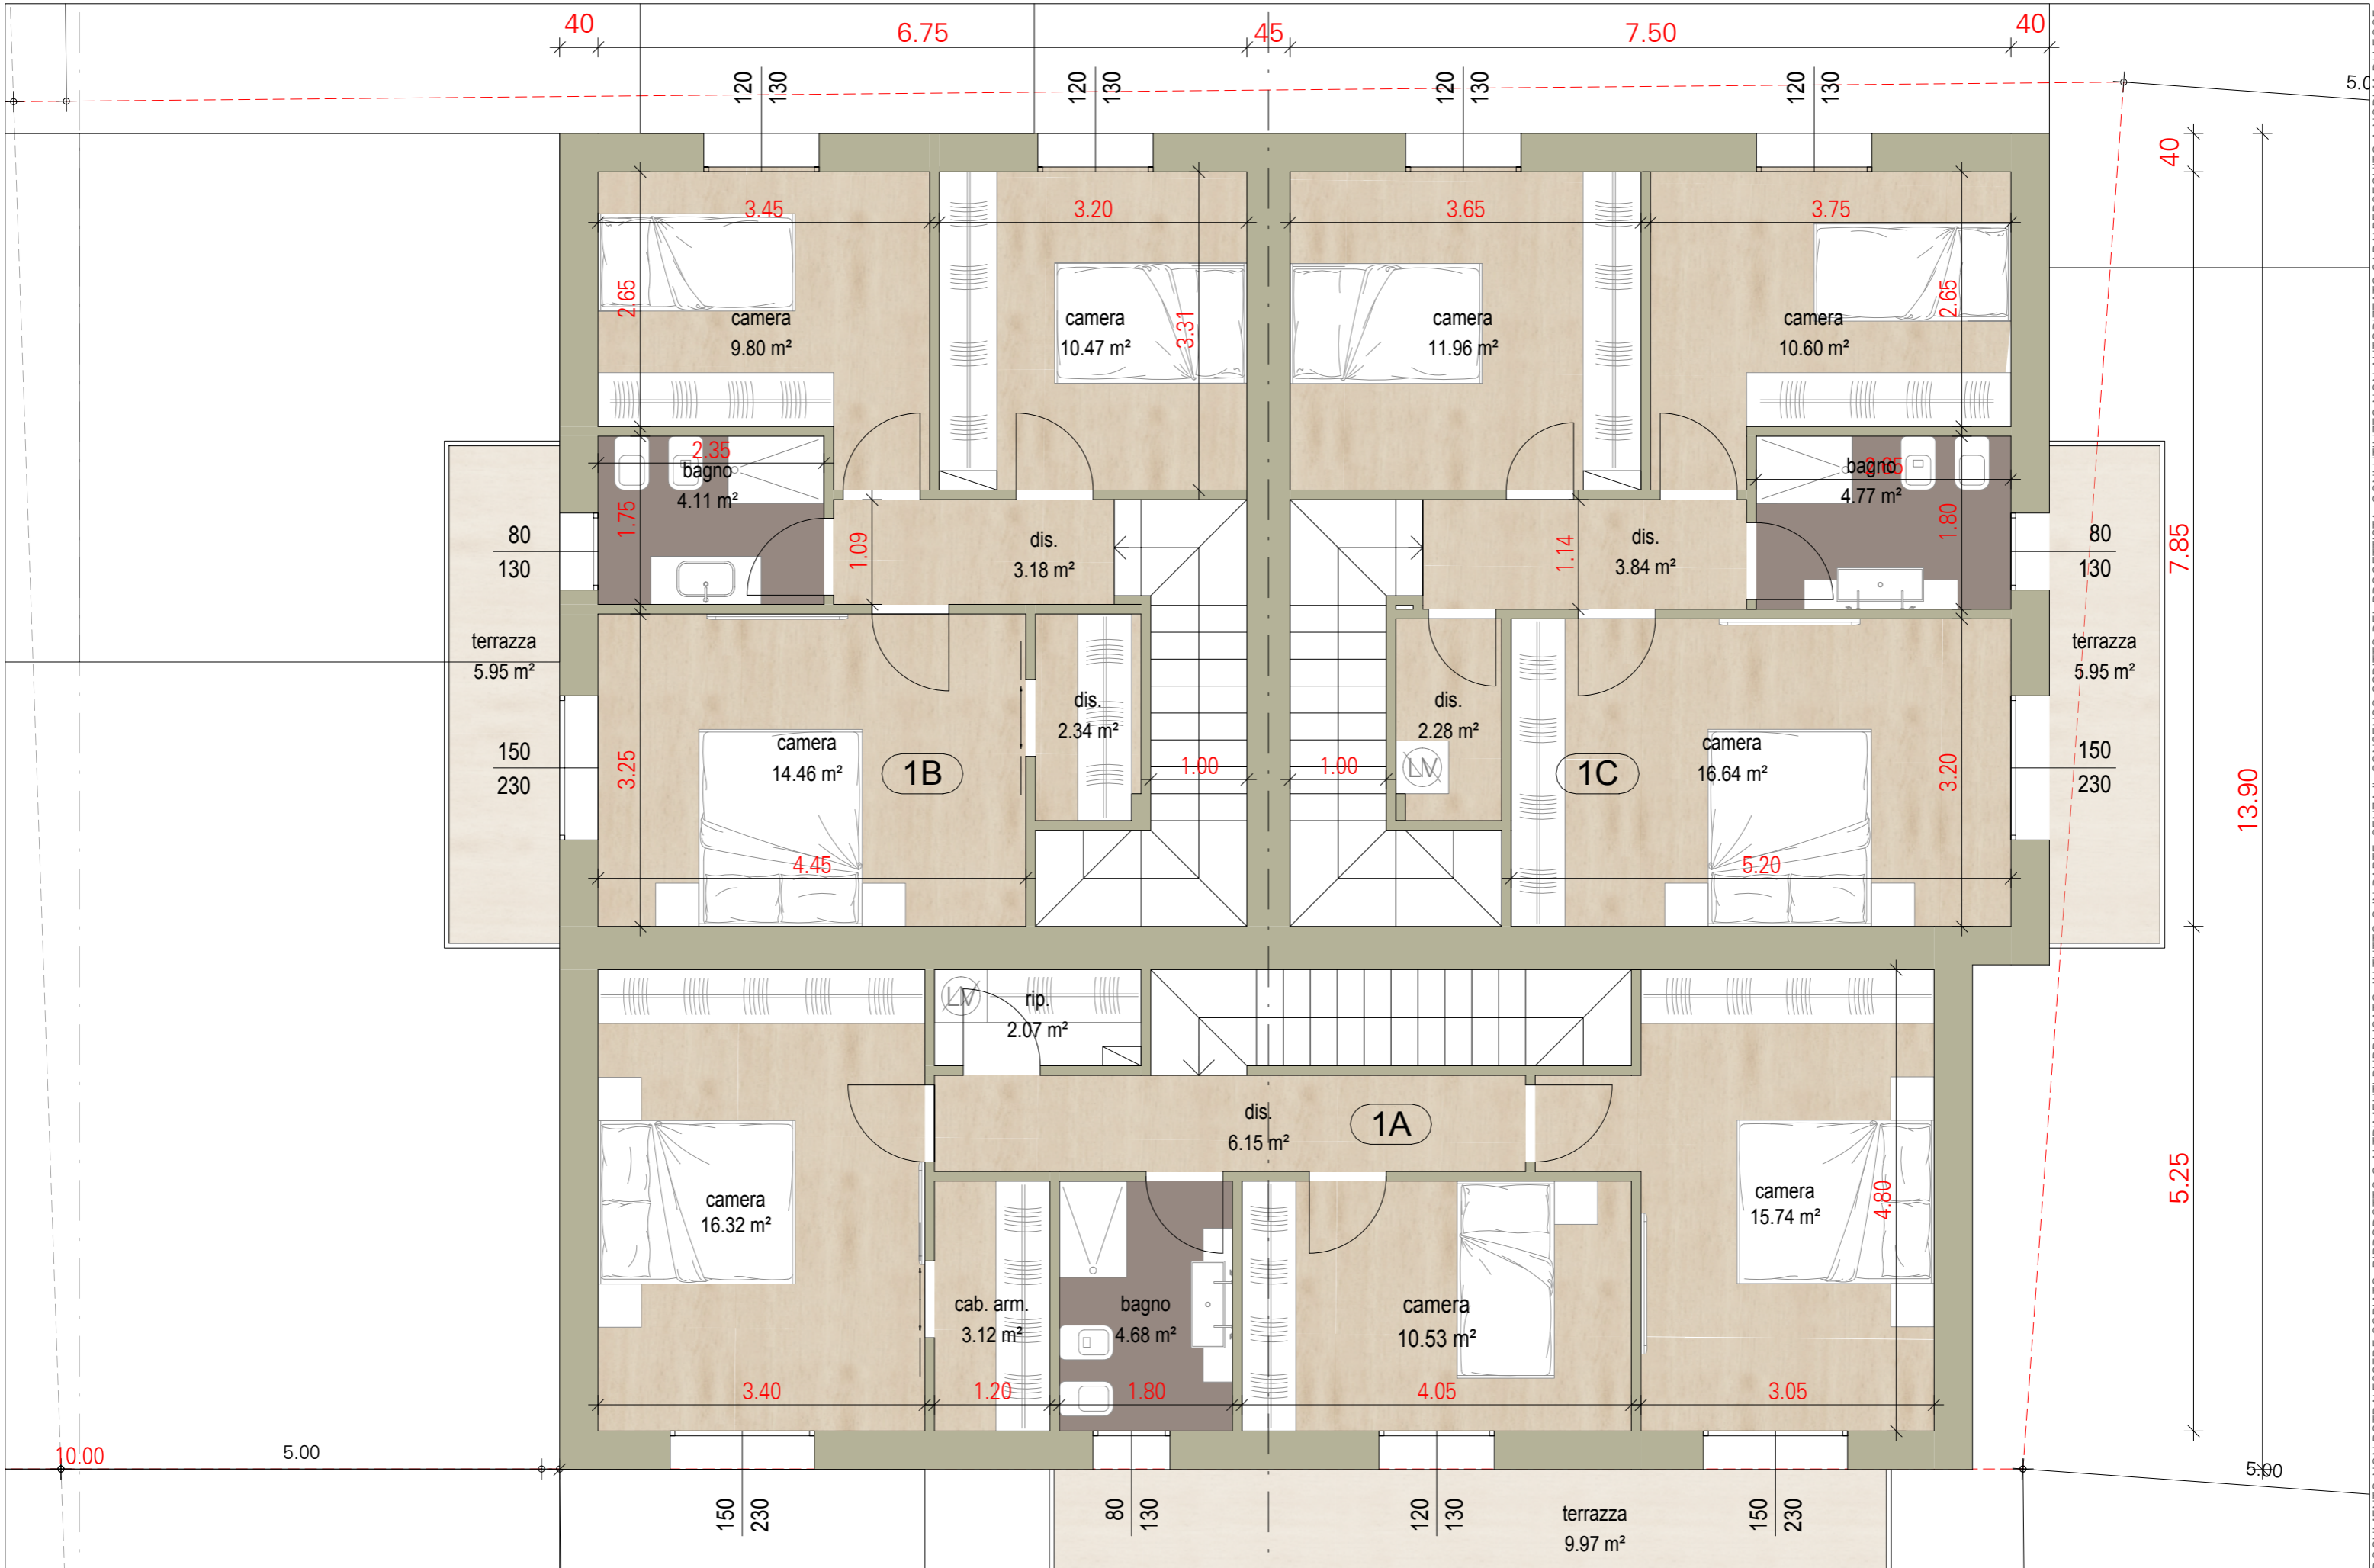 40 6.75 45 7.50 40
120 130 120 130 120 130 120 130
40
3.45 3.20 3.65 3.75
2.65 3.31 2.65
camera
9.80 m²
camera
10.47 m²
camera
11.96 m²
camera
10.60 m²
2.35
bagno
4.11 m²
1.75
bagno
4.77 m²
1.80
80
130
1.09
dis.
3.18 m²
1.14
dis.
3.84 m²
80
130
7.85
terrazza
5.95 m²
terrazza
5.95 m²
150
230
3.25
camera
14.46 m²
1B
dis.
2.34 m²
1.00
1.00
dis.
2.28 m²
LV
1C
camera
16.64 m²
3.20
150
230
13.90
4.45
5.20
LV
rip.
2.07 m²
dis.
6.15 m²
1A
camera
16.32 m²
camera
15.74 m²
4.80
5.25
cab. arm.
3.12 m²
bagno
4.68 m²
camera
10.53 m²
3.40 1.20 1.80 4.05 3.05
10.00 5.00
5.00
150 230 80 130 120 130 150 230
terrazza
9.97 m²